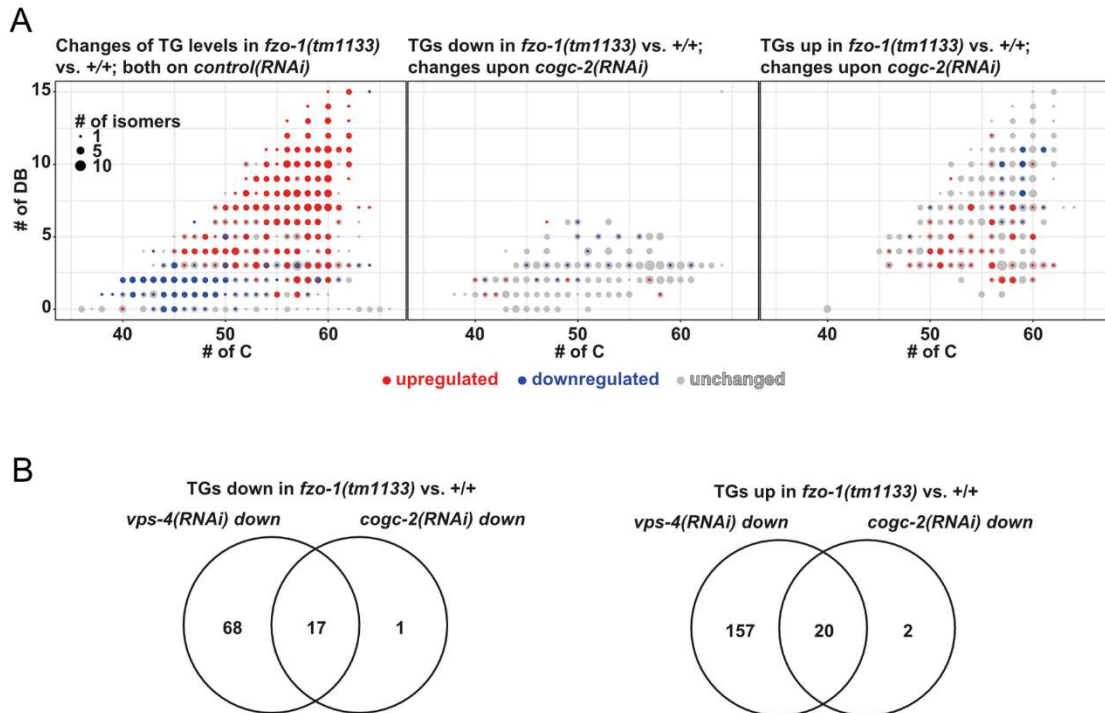 A
Changes of TG levels in fzo-1(tm1133)
vs. +/+; both on control(RNAi)
TGs down in fzo-1(tm1133) vs. +/+;
changes upon cogc-2(RNAi)
TGs up in fzo-1(tm1133) vs. +/+;
changes upon cogc-2(RNAi)
# of DB
15
10
5
0
# of isomers
1
5
10
40 50 60
# of C
40 50 60
# of C
40 50 60
# of C
upregulated downregulated unchanged
B
TGs down in fzo-1(tm1133) vs. +/+
vps-4(RNAi) down cogc-2(RNAi) down
68 17 1
TGs up in fzo-1(tm1133) vs. +/+
vps-4(RNAi) down cogc-2(RNAi) down
157 20 2